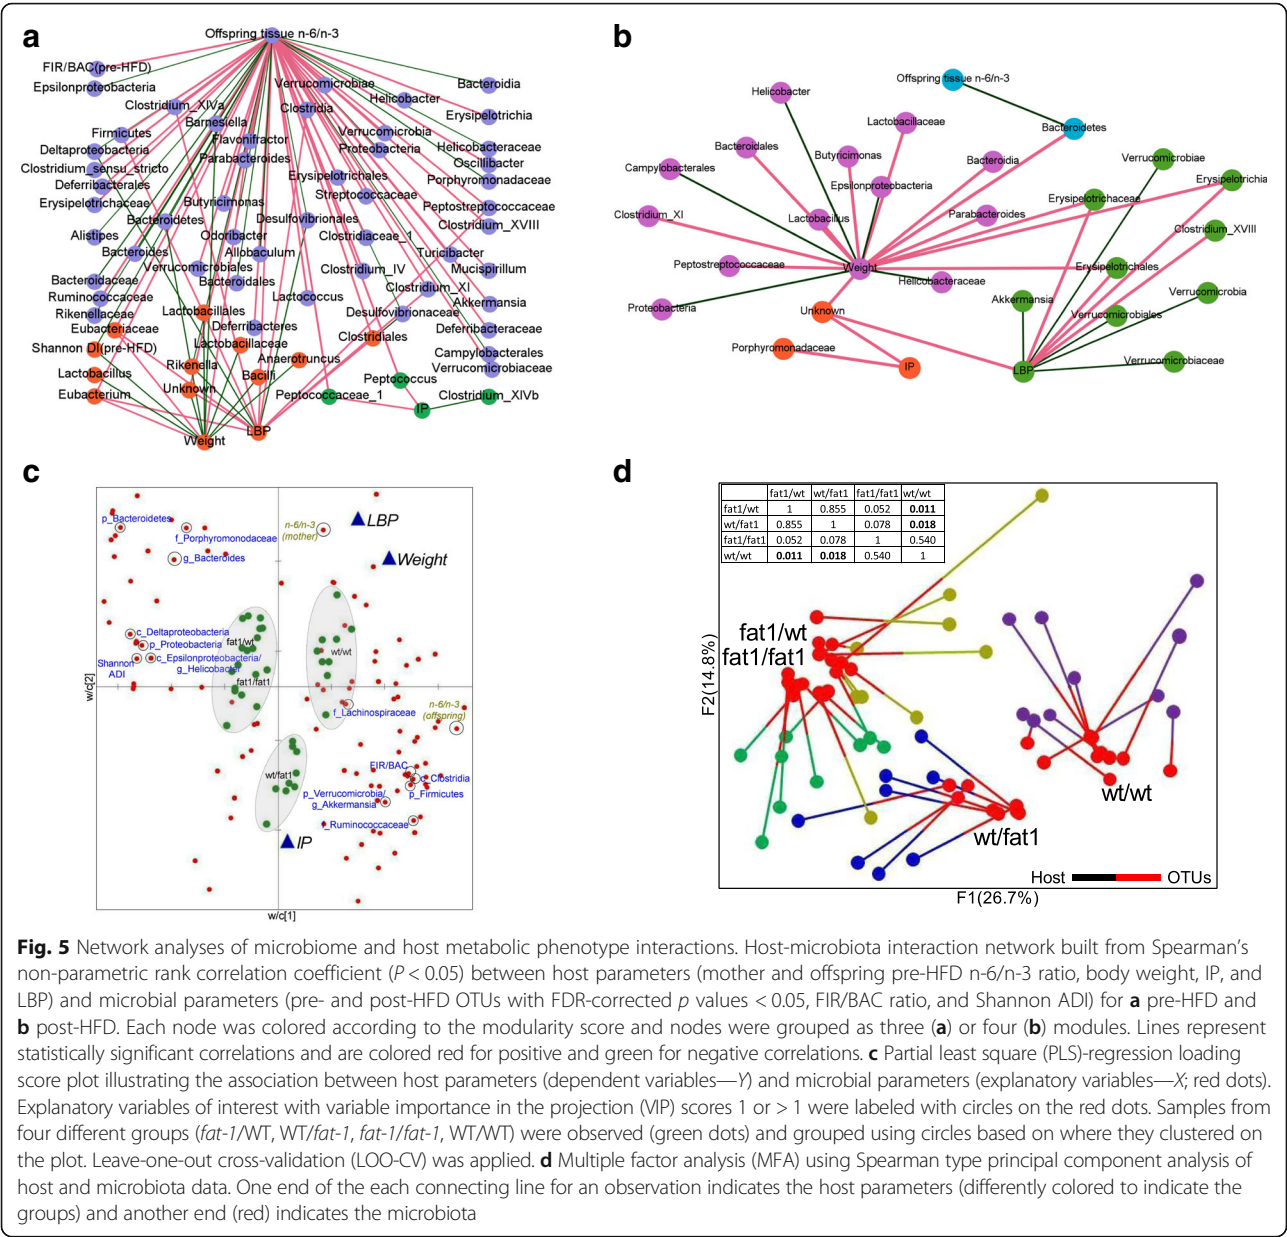 a
Offspring tissue n-6/n-3
FIR/BAC(pre-HFD)
Epsilonproteobacteria
Verrucomicrobiae
Bacteroidia
Clostridium_XIVa
Helicobacter
Clostridia
Erysipelotrichia
Barnesiella
Firmicutes
Flavonifractor
Verrucomicrobia
Deltaproteobacteria
Proteobacteria
Helicobacteraceae
Parabacteroides
Oscillibacter
Clostridium_sensu_stricto
Erysipelotrichales
Porphyromonadaceae
Deferribacterales
Streptococcaceae
Erysipelotrichaceae
Butyricimonas
Peptostreptococcaceae
Bacteroidetes
Desulfovibrionales
Clostridium_XVIII
Alistipes
Odoribacter
Clostridiaceae_1
Bacteroides
Allobaculum
Turicibacter
Verrucomicrobiales
Clostridium_IV
Mucispirillum
Bacteroidaceae
Bacteroidales
Clostridium_XI
Ruminococcaceae
Lactococcus
Akkermansia
Rikenellaceae
Lactobacillales
Desulfovibrionaceae
Eubacteriaceae
Deferribacteres
Deferribacteraceae
Shannon DI(pre-HFD)
Lactobacillaceae
Clostridiales
Campylobacterales
Rikenella
Anaerotruncus
Verrucomicrobiaceae
Lactobacillus
Bacilli
Peptococcus
Eubacterium
Unknown
Peptococcaceae_1
Clostridium_XIVb
IP
Weight
LBP
b
Offspring tissue n-6/n-3
Helicobacter
Lactobacillaceae
Bacteroidetes
Bacteroidales
Butyricimonas
Bacteroidia
Verrucomicrobiae
Campylobacterales
Epsilonproteobacteria
Erysipelotrichaceae
Erysipelotrichia
Clostridium_XI
Lactobacillus
Parabacteroides
Clostridium_XVIII
Peptostreptococcaceae
Weight
Erysipelotrichales
Helicobacteraceae
Proteobacteria
Unknown
Akkermansia
Verrucomicrobia
Verrucomicrobiales
Porphyromonadaceae
IP
LBP
Verrucomicrobiaceae
c
p_Bacteroidetes
f_Porphyromonodaceae
g_Bacteroides
n-6/n-3
(mother)
LBP
Weight
c_Deltaproteobacteria
p_Proteobacteria
c_Epsilonproteobacteria/
g_Helicobacter
Shannon
ADI
fat1/wt
fat1/fat1
wt/wt
f_Lachinospiraceae
n-6/n-3
(offspring)
wt/fat1
FIR/BAC
c_Clostridia
p_Firmicutes
p_Verrucomicrobia/
g_Akkermansia
f_Ruminococcaceae
IP
w/c[2]
w/c[1]
d
fat1/wt wt/fat1 fat1/fat1 wt/wt
fat1/wt 1 0.855 0.052 0.011
wt/fat1 0.855 1 0.078 0.018
fat1/fat1 0.052 0.078 1 0.540
wt/wt 0.011 0.018 0.540 1
fat1/wt
fat1/fat1
wt/wt
wt/fat1
Host OTUs
F2(14.8%)
F1(26.7%)
Fig. 5 Network analyses of microbiome and host metabolic phenotype interactions. Host-microbiota interaction network built from Spearman's
non-parametric rank correlation coefficient (P < 0.05) between host parameters (mother and offspring pre-HFD n-6/n-3 ratio, body weight, IP, and
LBP) and microbial parameters (pre- and post-HFD OTUs with FDR-corrected p values < 0.05, FIR/BAC ratio, and Shannon ADI) for a pre-HFD and
b post-HFD. Each node was colored according to the modularity score and nodes were grouped as three (a) or four (b) modules. Lines represent
statistically significant correlations and are colored red for positive and green for negative correlations. c Partial least square (PLS)-regression loading
score plot illustrating the association between host parameters (dependent variables—Y) and microbial parameters (explanatory variables—X; red dots).
Explanatory variables of interest with variable importance in the projection (VIP) scores 1 or > 1 were labeled with circles on the red dots. Samples from
four different groups (fat-1/WT, WT/fat-1, fat-1/fat-1, WT/WT) were observed (green dots) and grouped using circles based on where they clustered on
the plot. Leave-one-out cross-validation (LOO-CV) was applied. d Multiple factor analysis (MFA) using Spearman type principal component analysis of
host and microbiota data. One end of the each connecting line for an observation indicates the host parameters (differently colored to indicate the
groups) and another end (red) indicates the microbiota